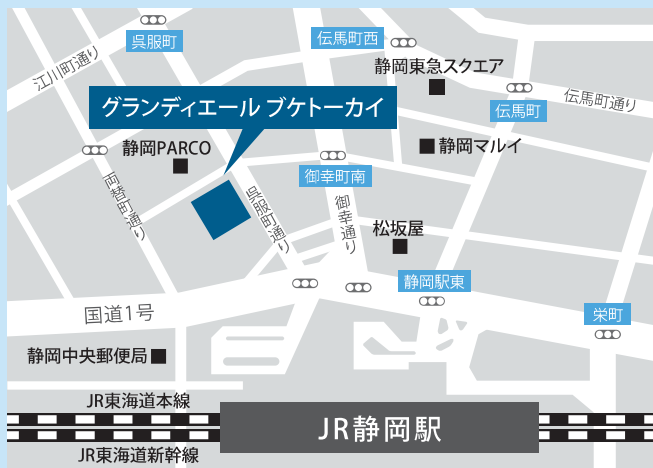 呉服町
伝馬町西
江川町通り
静岡東急スクエア
伝馬町通り
グランディエール ブケトーカイ
伝馬町
静岡PARCO
静岡マルイ
御幸町南
両替町通り
呉服町通り
御幸通り
松坂屋
静岡駅東
国道1号
栄町
静岡中央郵便局
JR東海道本線
JR静岡駅
JR東海道新幹線